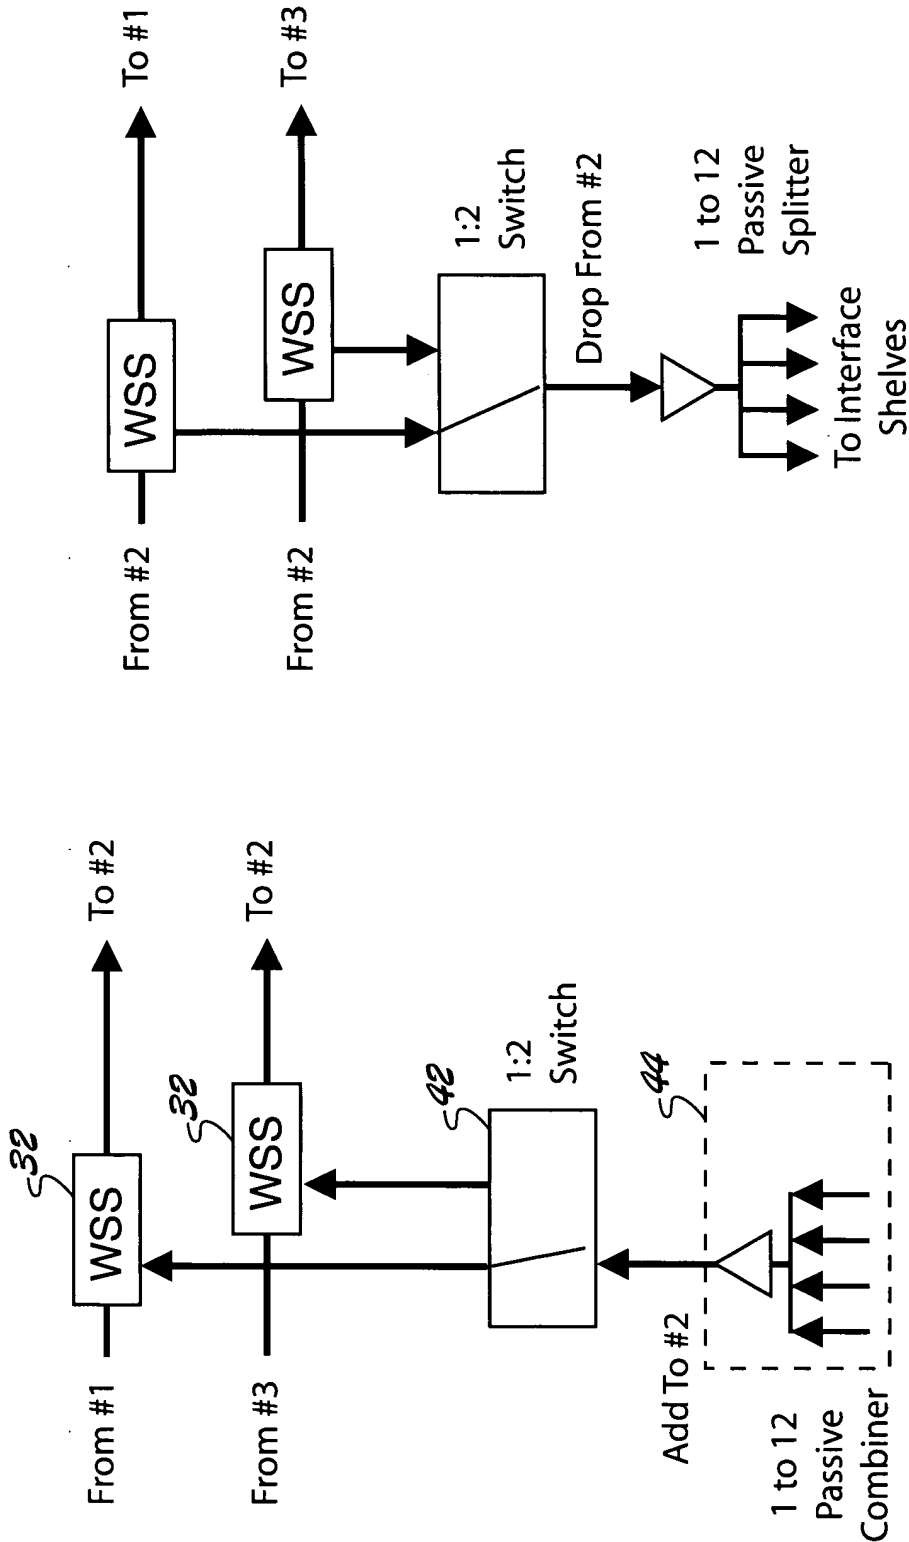 From #1
WSS
32
To #2
From #3
WSS
32
To #2
42
1:2
Switch
Add To #2
44
1 to 12
Passive
Combiner
From #2
WSS
To #1
From #2
WSS
To #3
1:2
Switch
Drop From #2
1 to 12
Passive
Splitter
To Interface
Shelves